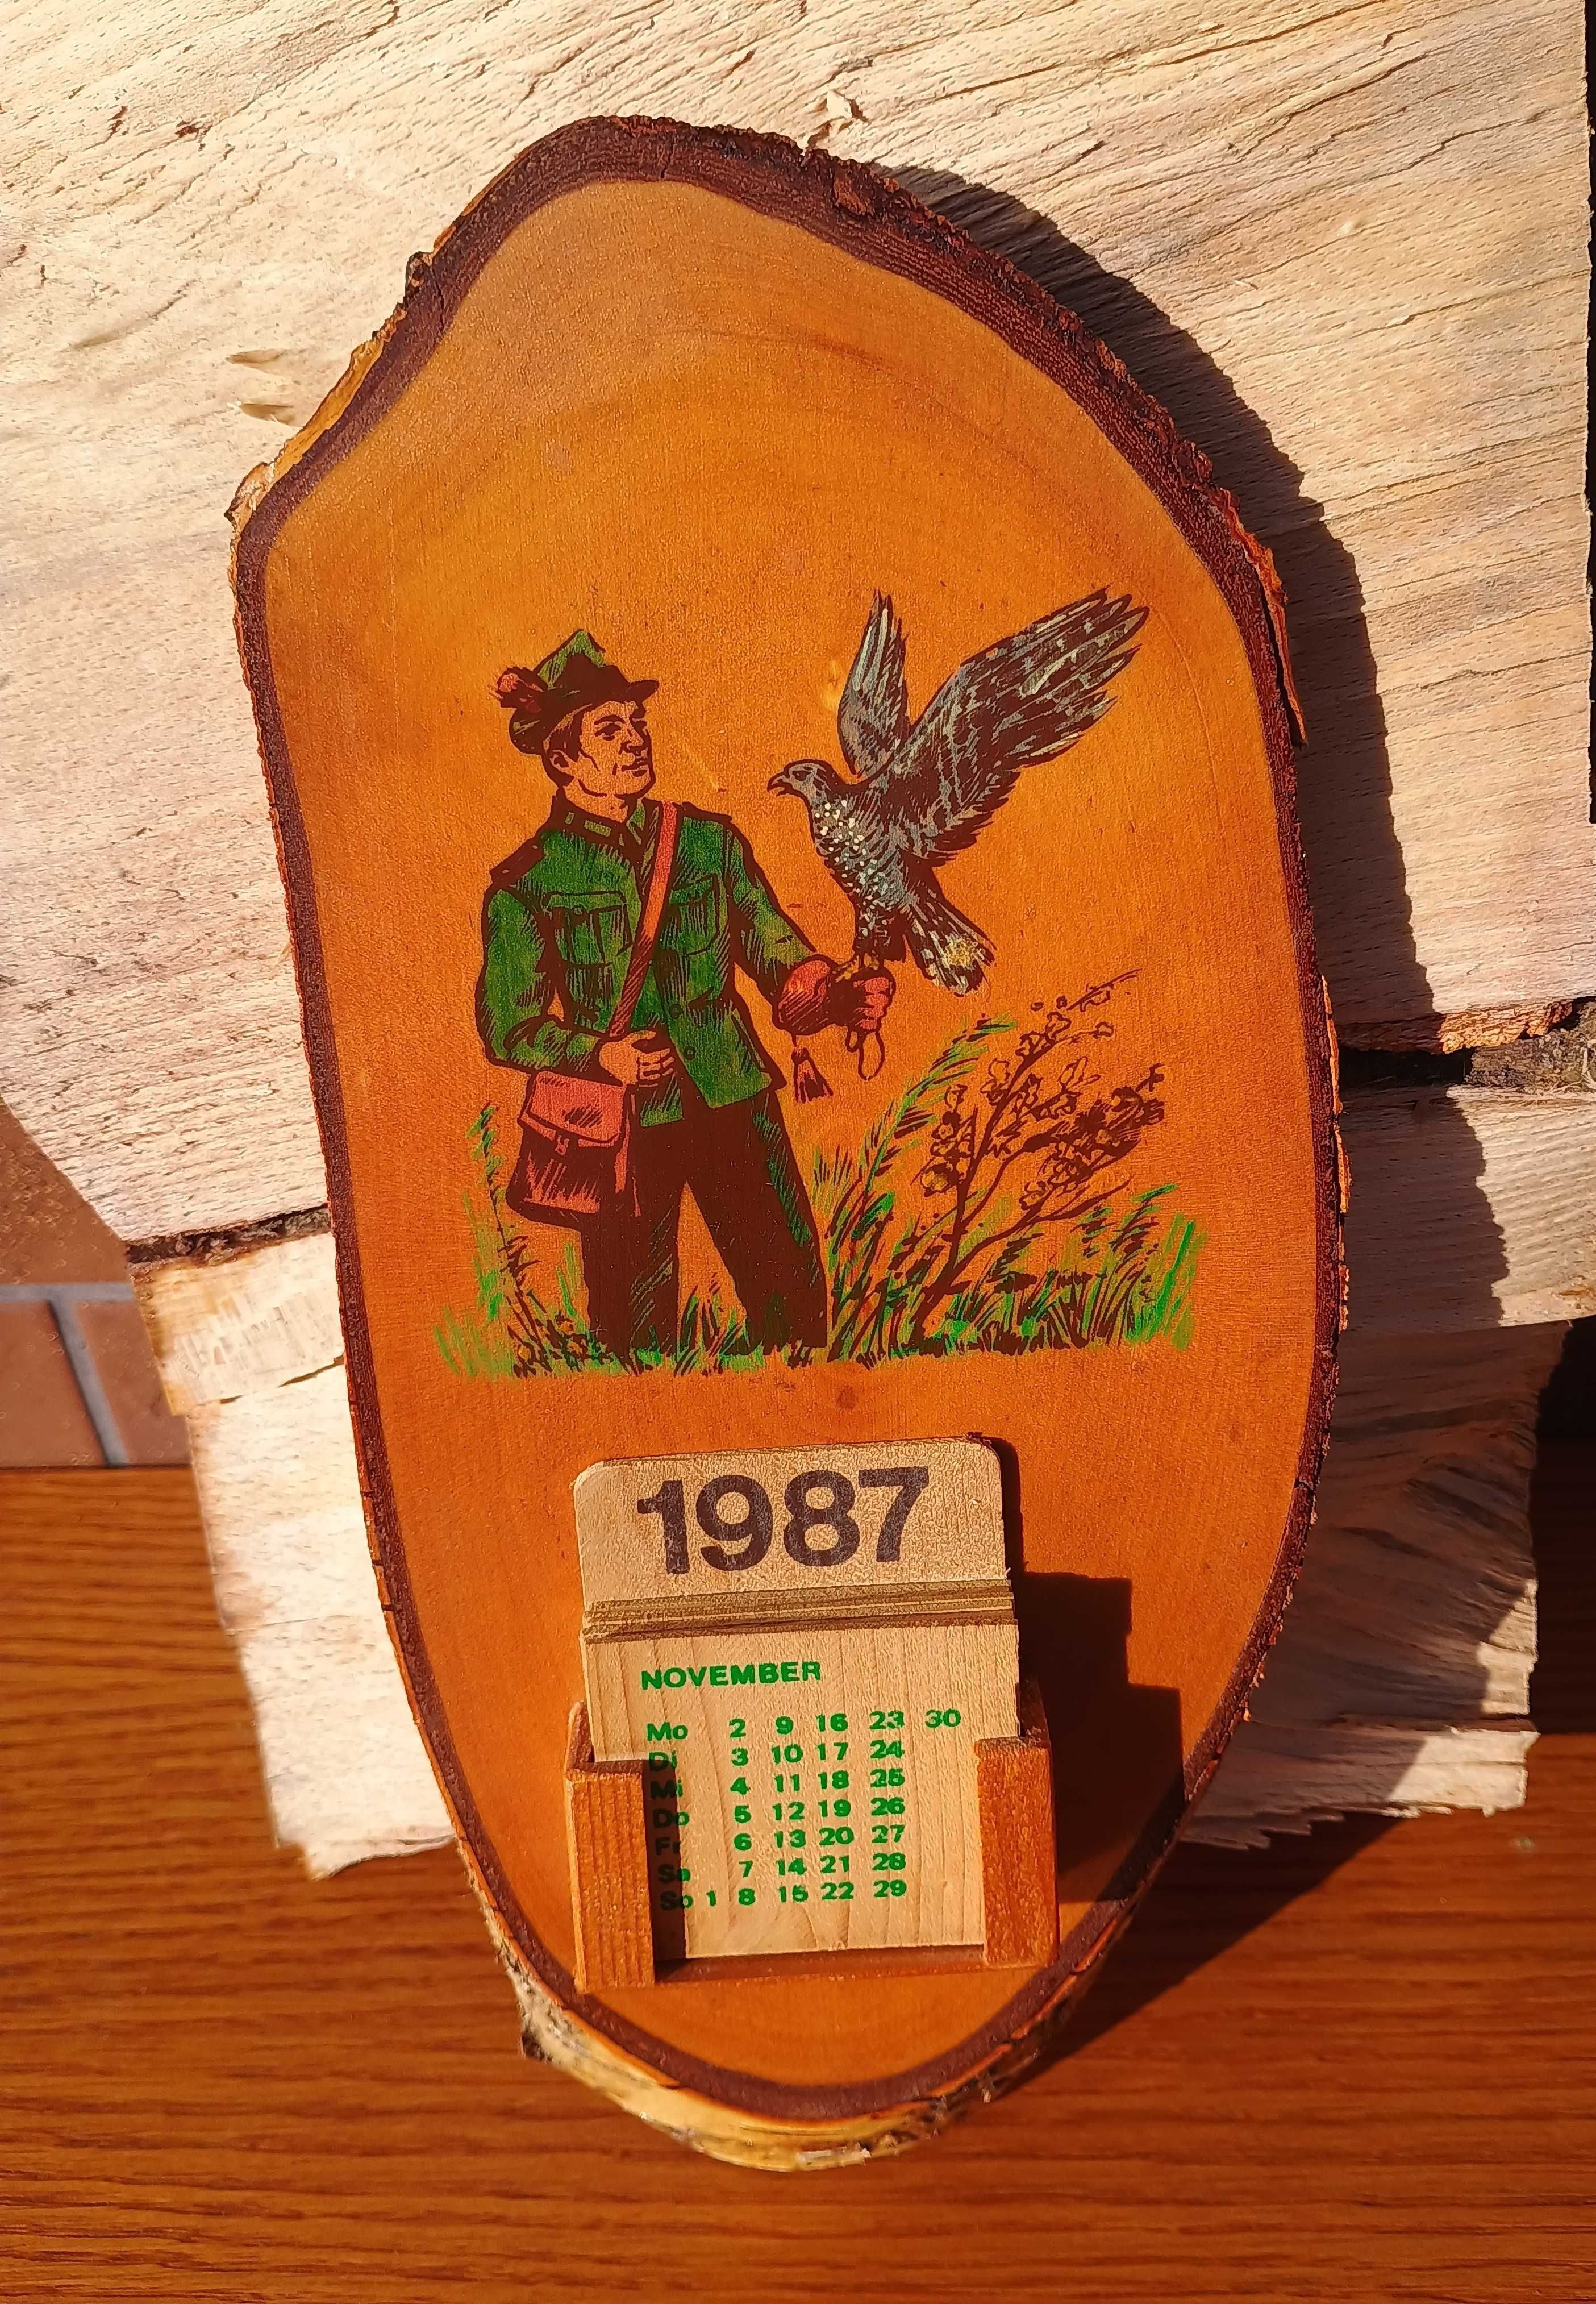 1987
NOVEMBER
Mo 2 9 16 23 30
Di 3 10 17 24
Mi 4 11 18 25
Do 5 12 19 26
Fr 6 13 20 27
Sa 7 14 21 28
So 1 8 15 22 29